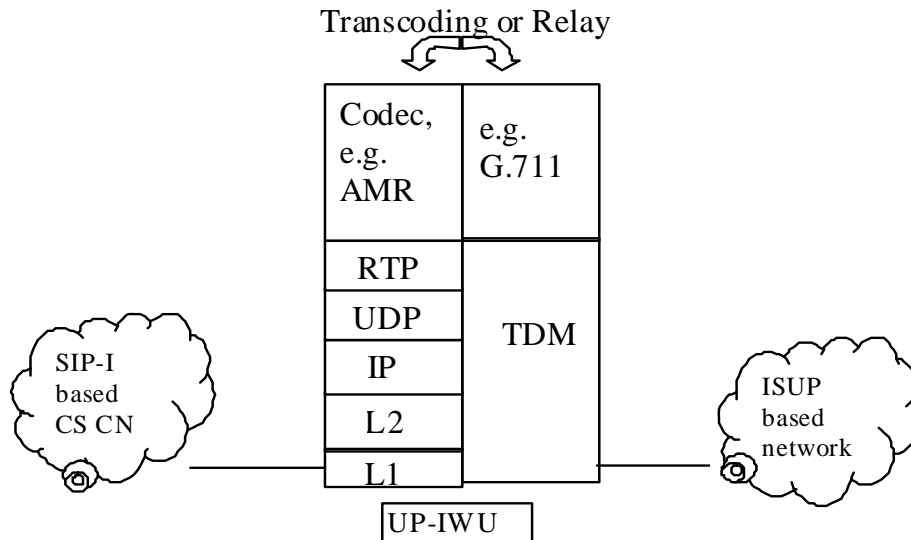 Transcoding or Relay
Codec,
e.g.
AMR
e.g.
G.711
RTP
UDP
IP
L2
L1
TDM
SIP-I
based
CS CN
ISUP
based
network
UP-IWU